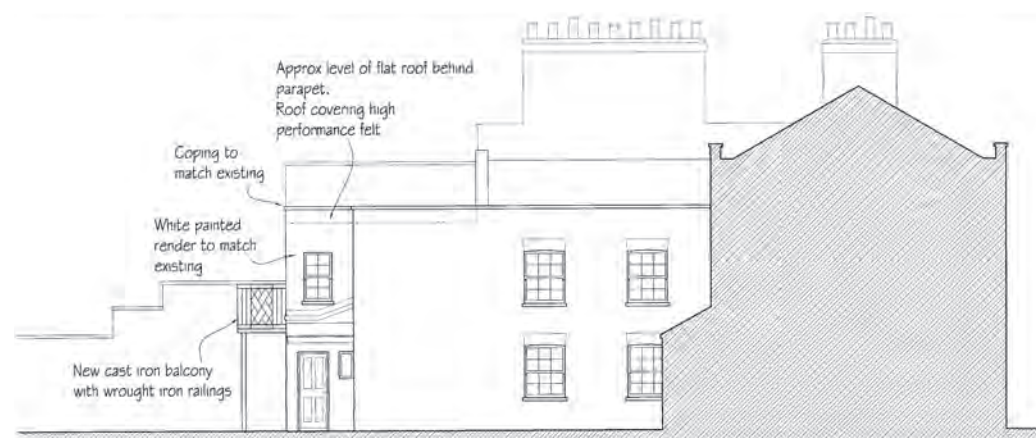 Approx level of flat roof behind
parapet.
Roof covering high
performance felt
Coping to
match existing
White painted
render to match
existing
New cast iron balcony
with wrought iron railings